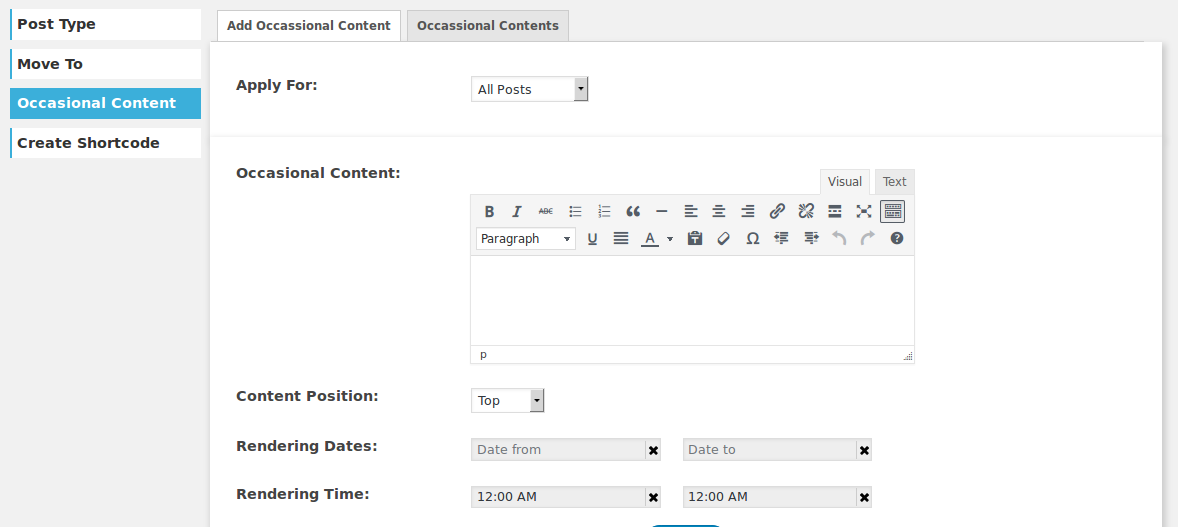 Post Type
Move To
Occasional Content
Create Shortcode
Add Occassional Content
Occassional Contents
Apply For:
All Posts
Occasional Content:
Visual
Text
B I ABC
Paragraph
U A Ω
p
Content Position:
Top
Rendering Dates:
Date from
Date to
Rendering Time:
12:00 AM
12:00 AM